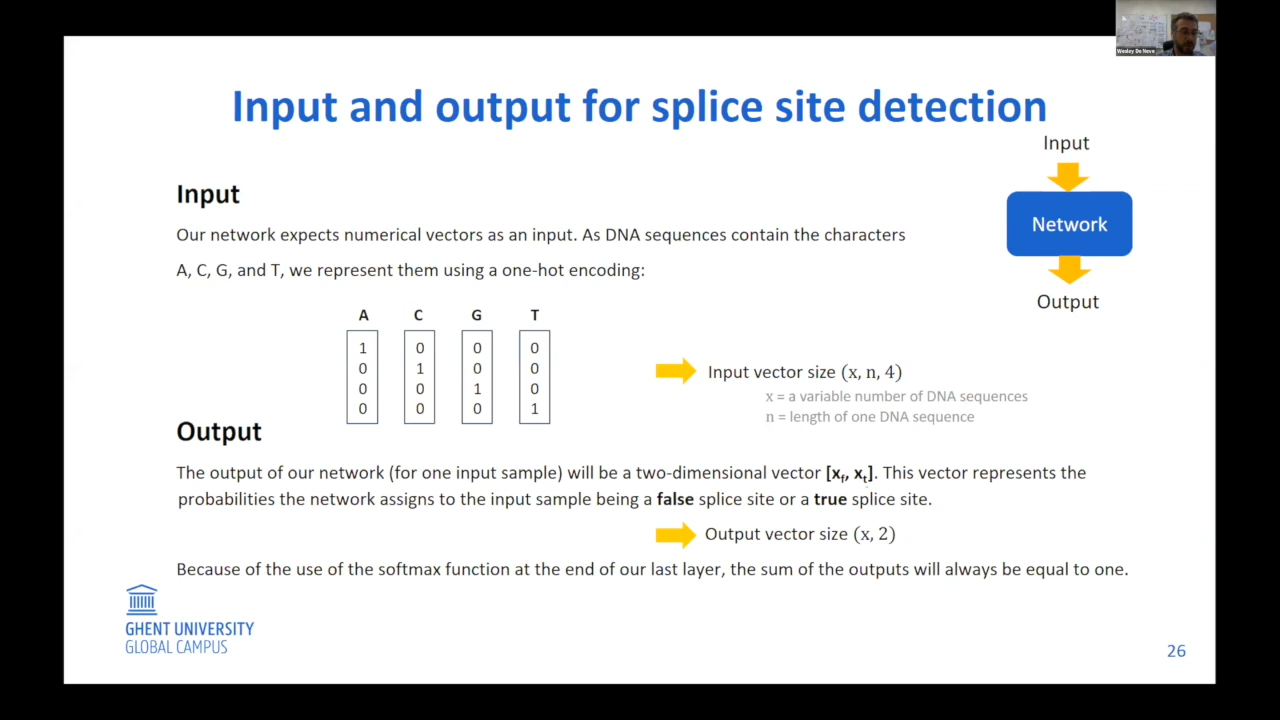 Wesley De Neve
Input and output for splice site detection
Input
Network
Output
Input
Our network expects numerical vectors as an input. As DNA sequences contain the characters
A, C, G, and T, we represent them using a one-hot encoding:
A C G T
1 0 0 0
0 1 0 0
0 0 1 0
0 0 0 1
Input vector size (x, n, 4)
x = a variable number of DNA sequences
n = length of one DNA sequence
Output
The output of our network (for one input sample) will be a two-dimensional vector [xf, xt]. This vector represents the
probabilities the network assigns to the input sample being a false splice site or a true splice site.
Output vector size (x, 2)
Because of the use of the softmax function at the end of our last layer, the sum of the outputs will always be equal to one.
GHENT UNIVERSITY
GLOBAL CAMPUS
26